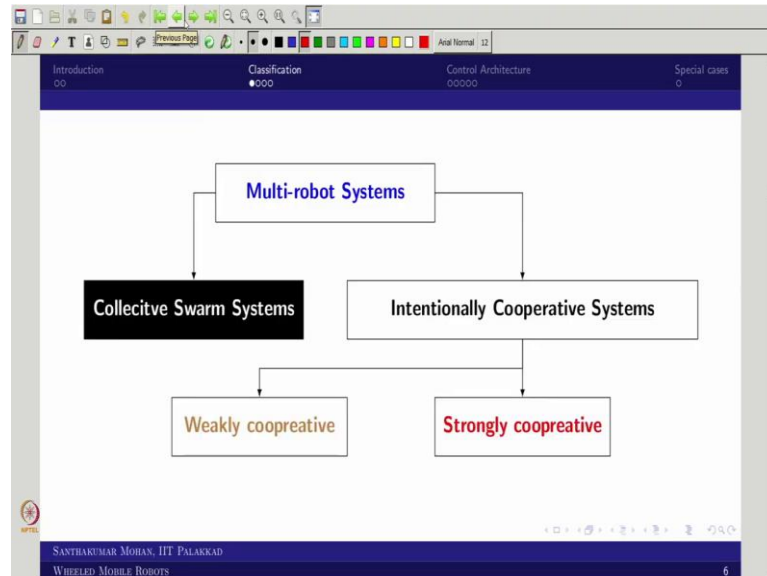 Previous Page
Arial Normal 12
Introduction
Classification
Control Architecture
Special cases
Multi-robot Systems
Collecitve Swarm Systems
Intentionally Cooperative Systems
Weakly coopreative
Strongly coopreative
NPTEL
SANTHAKUMAR MOHAN, IIT PALAKKAD
WHEELED MOBILE ROBOTS
6